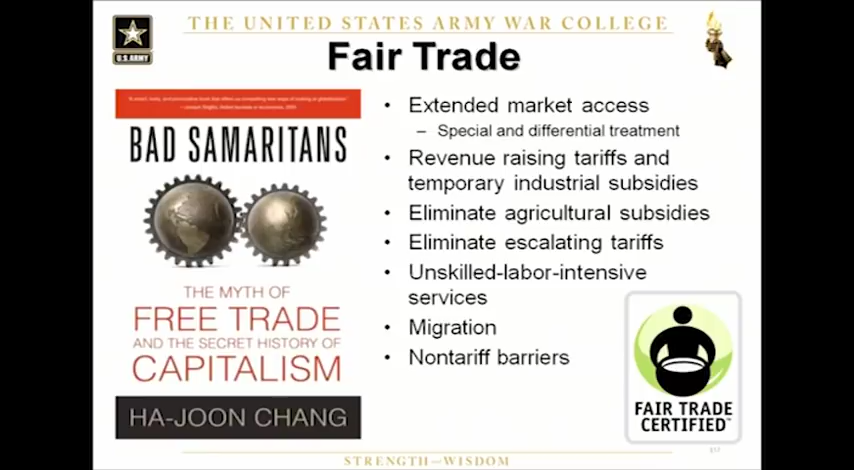 THE UNITED STATES ARMY WAR COLLEGE
U.S. ARMY
Fair Trade
BAD SAMARITANS
THE MYTH OF
FREE TRADE
AND THE SECRET HISTORY OF
CAPITALISM
HA-JOON CHANG
• Extended market access
– Special and differential treatment
• Revenue raising tariffs and
temporary industrial subsidies
• Eliminate agricultural subsidies
• Eliminate escalating tariffs
• Unskilled-labor-intensive
services
• Migration
• Nontariff barriers
FAIR TRADE
CERTIFIED™
STRENGTH—WISDOM